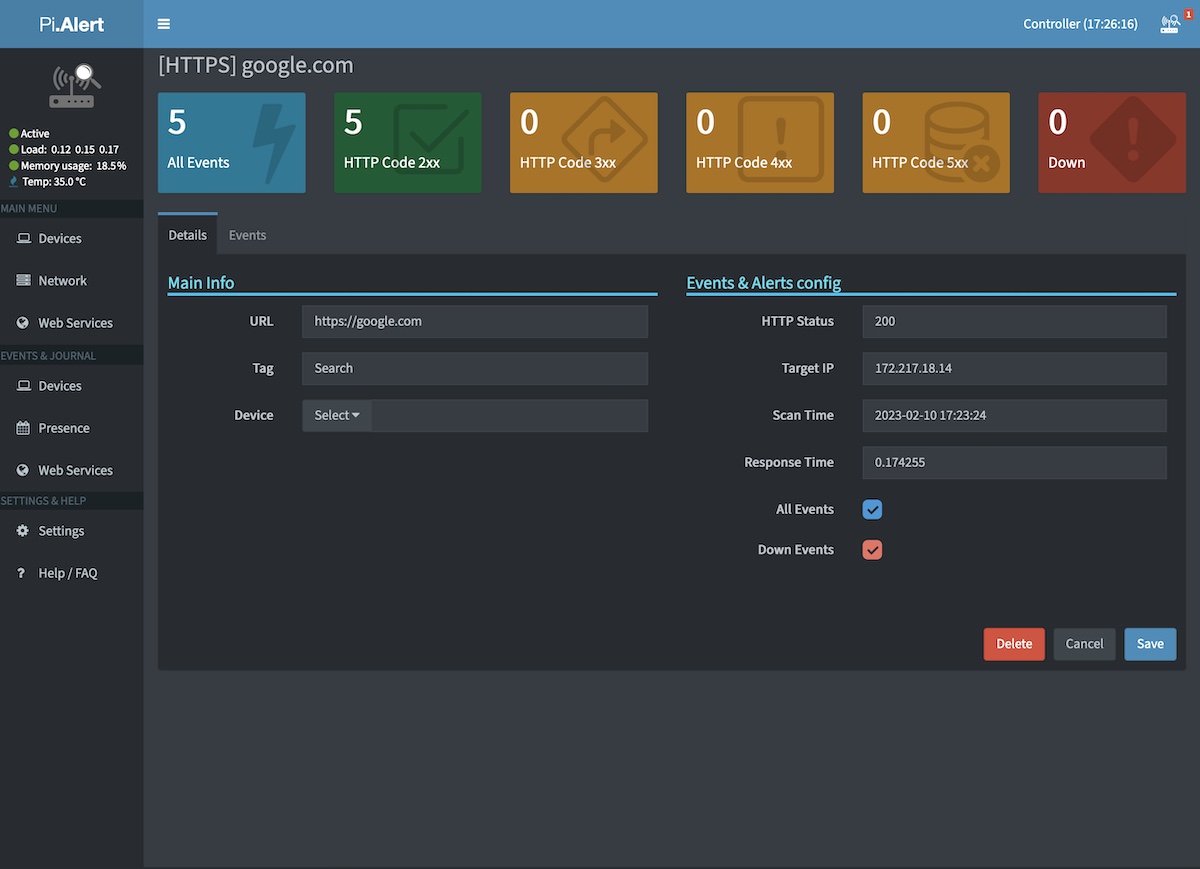 Pi.Alert
Controller (17:26:16)
1
[HTTPS] google.com
Active
Load: 0.12 0.15 0.17
Memory usage: 18.5%
Temp: 35.0 °C
MAIN MENU
Devices
Network
Web Services
EVENTS & JOURNAL
Devices
Presence
Web Services
SETTINGS & HELP
Settings
? Help / FAQ
5
All Events
5
HTTP Code 2xx
0
HTTP Code 3xx
0
HTTP Code 4xx
0
HTTP Code 5xx
0
Down
Details
Events
Main Info
URL https://google.com
Tag Search
Device Select
Events & Alerts config
HTTP Status 200
Target IP 172.217.18.14
Scan Time 2023-02-10 17:23:24
Response Time 0.174255
All Events
Down Events
Delete Cancel Save